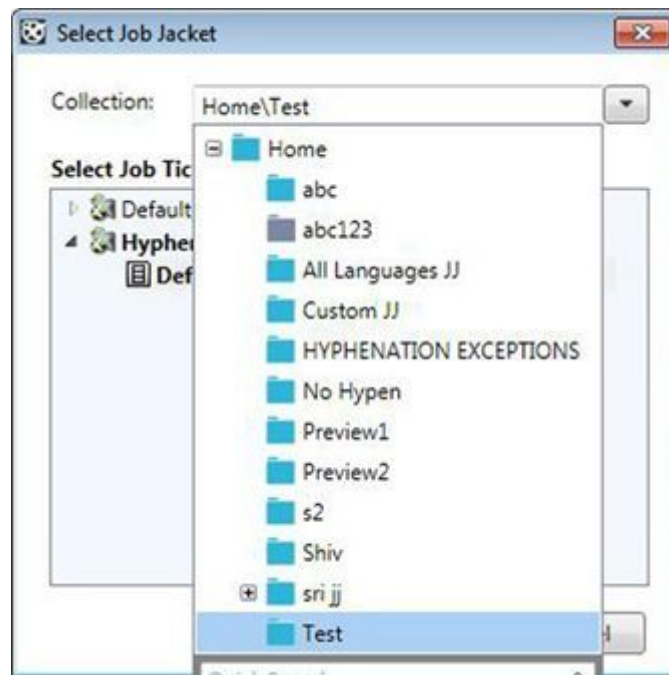 Select Job Jacket
Collection:
Home\Test
Home
Select Job Tic
abc
Default
abc123
Hyphe
All Languages JJ
Def
Custom JJ
HYPHENATION EXCEPTIONS
No Hypen
Preview1
Preview2
s2
Shiv
sri jj
Test